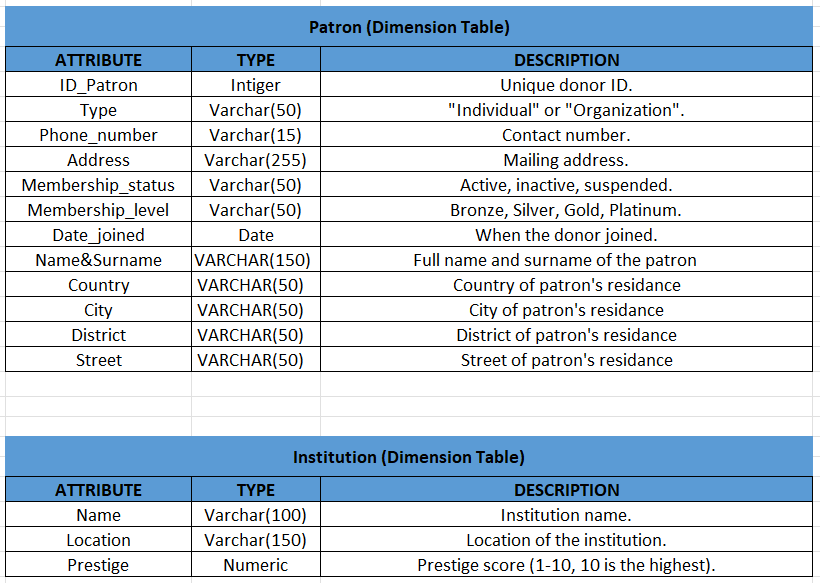 Patron (Dimension Table)
ATTRIBUTE TYPE DESCRIPTION
ID_Patron Intiger Unique donor ID.
Type Varchar(50) "Individual" or "Organization".
Phone_number Varchar(15) Contact number.
Address Varchar(255) Mailing address.
Membership_status Varchar(50) Active, inactive, suspended.
Membership_level Varchar(50) Bronze, Silver, Gold, Platinum.
Date_joined Date When the donor joined.
Name&Surname VARCHAR(150) Full name and surname of the patron
Country VARCHAR(50) Country of patron's residance
City VARCHAR(50) City of patron's residance
District VARCHAR(50) District of patron's residance
Street VARCHAR(50) Street of patron's residance
Institution (Dimension Table)
ATTRIBUTE TYPE DESCRIPTION
Name Varchar(100) Institution name.
Location Varchar(150) Location of the institution.
Prestige Numeric Prestige score (1-10, 10 is the highest).